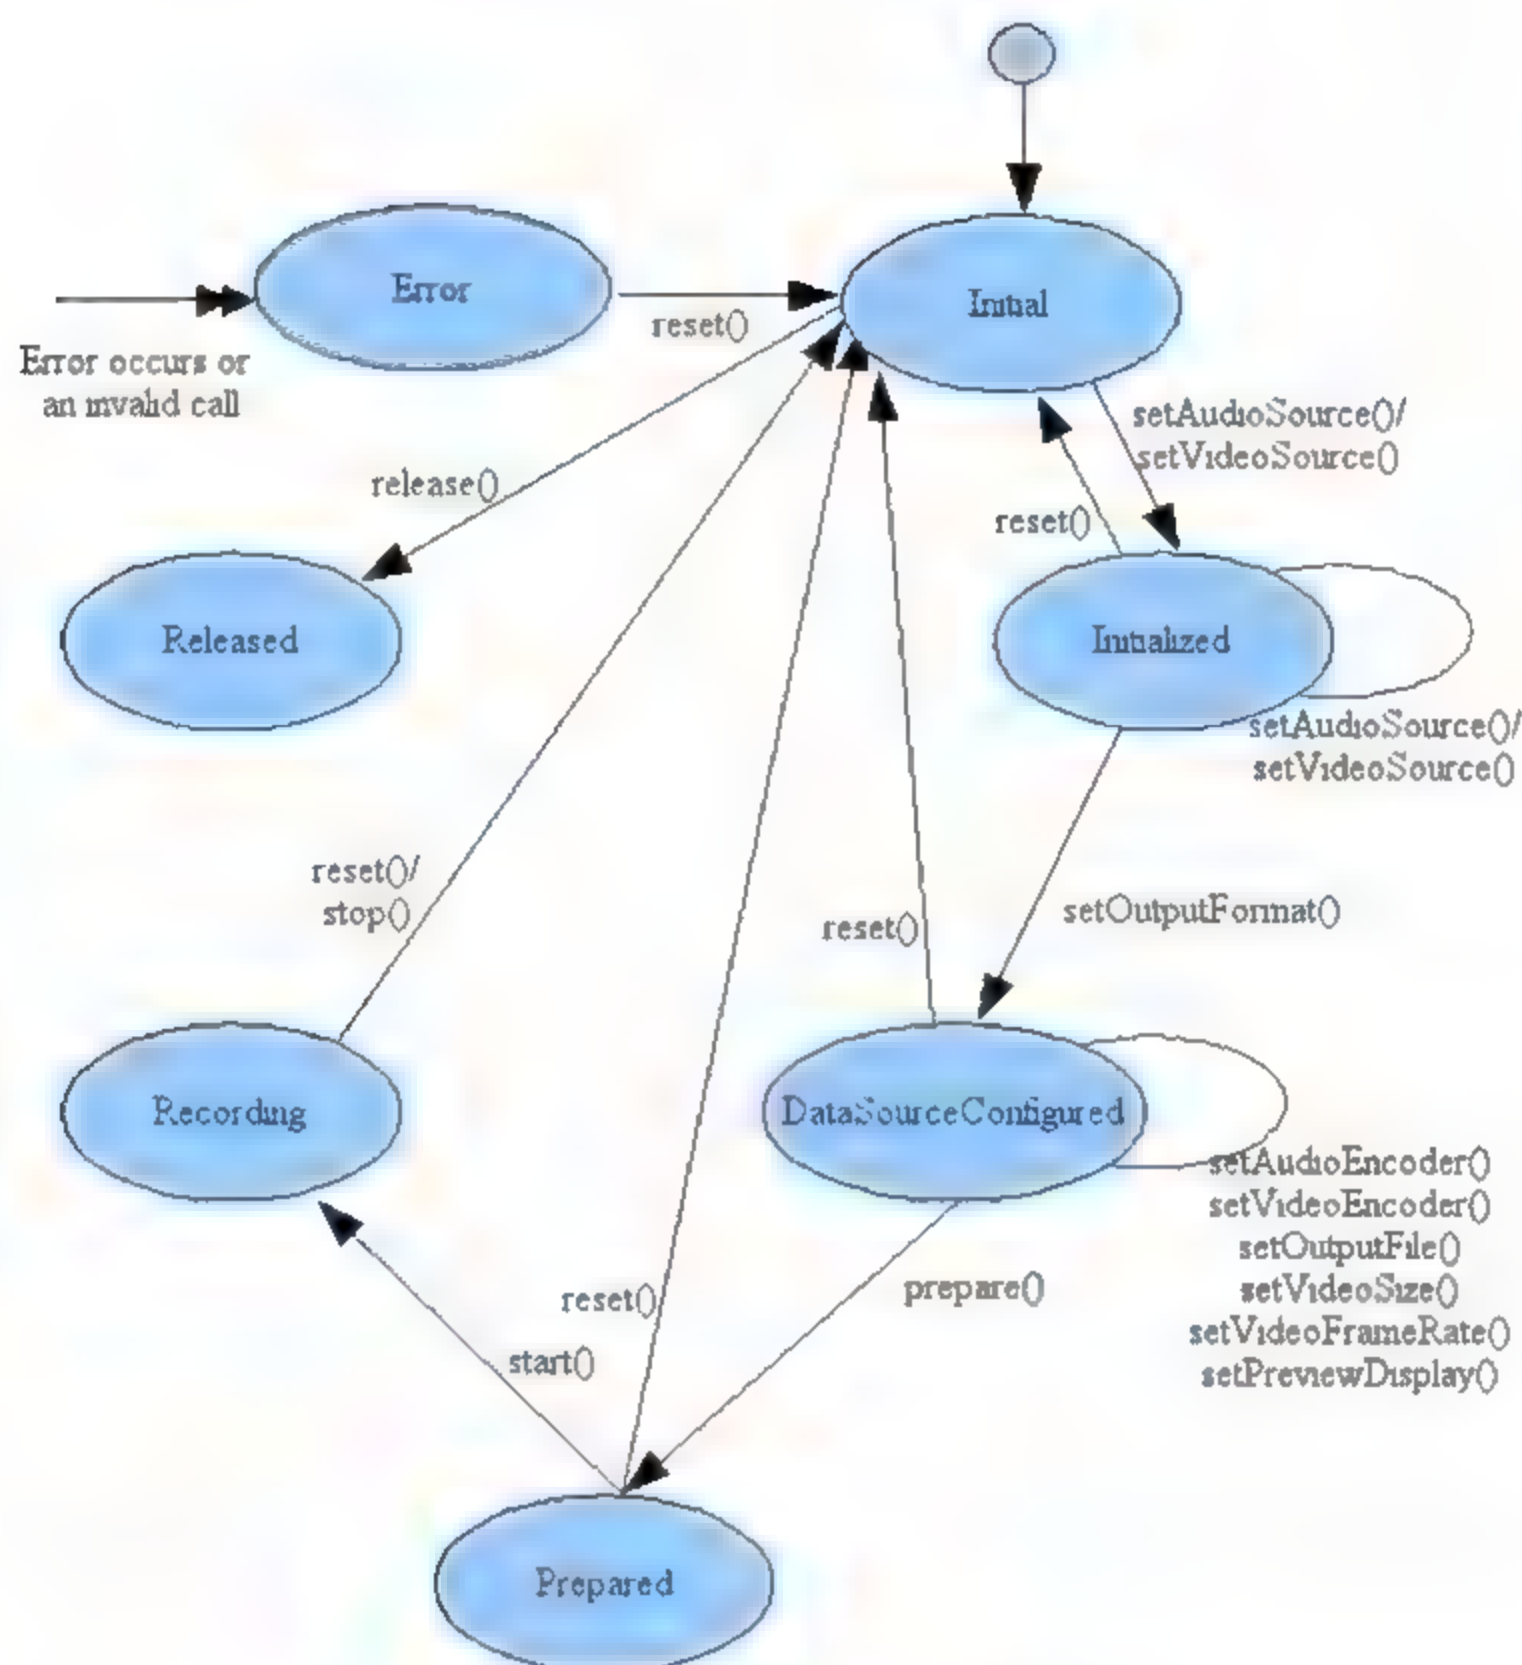 Error
Initial
reset()
Error occurs or
an invalid call
setAudioSource()/
setVideoSource()
release()
reset()
Released
Initialized
setAudioSource()/
setVideoSource()
reset()/
stop()
setOutputFormat()
reset()
Recording
DataSourceConfigured
setAudioEncoder()
setVideoEncoder()
setOutputFile()
setVideoSize()
setVideoFrameRate()
setPreviewDisplay()
prepare()
reset()
start()
Prepared